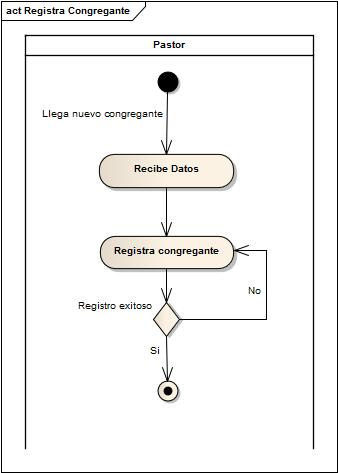 act Registra Congregante
Pastor
Llega nuevo congregante
Recibe Datos
Registra congregante
No
Registro exitoso
Si